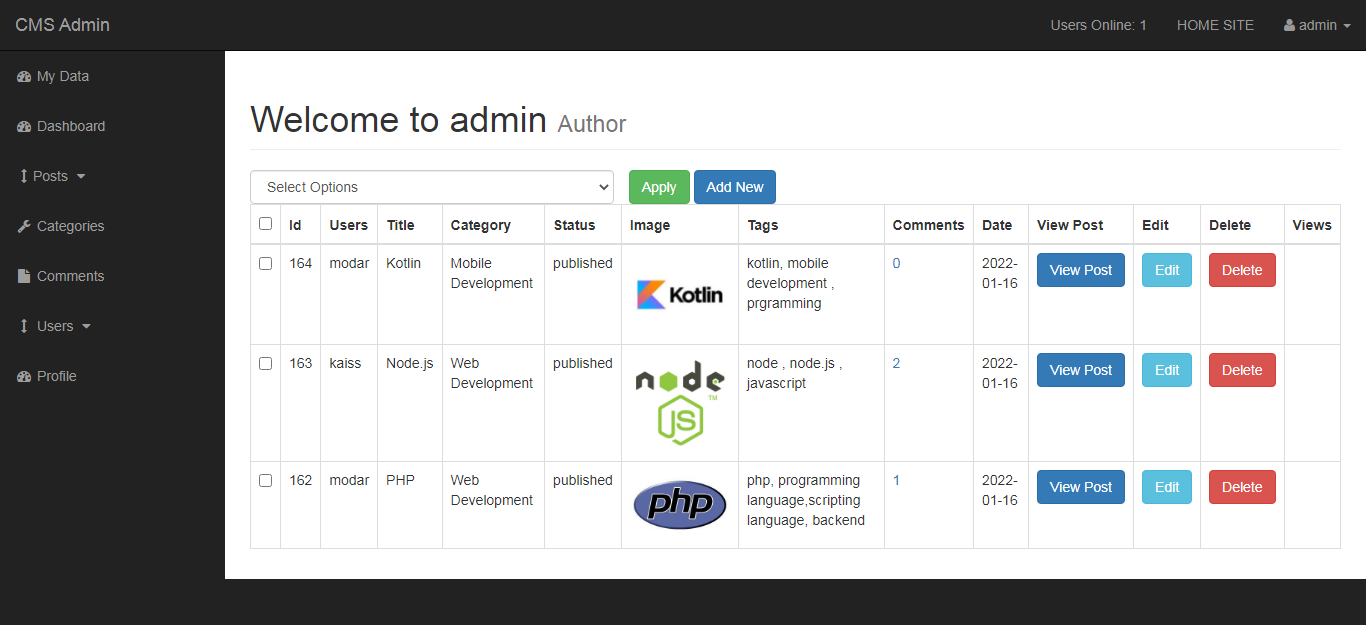 CMS Admin
Users Online: 1 HOME SITE admin
My Data
Dashboard
Posts
Categories
Comments
Users
Profile
Welcome to admin Author
Select Options Apply Add New
Id Users Title Category Status Image Tags Comments Date View Post Edit Delete Views
164 modar Kotlin Mobile published kotlin, mobile 0 2022- View Post Edit Delete
Development development , 01-16
Kotlin
prgramming
163 kaiss Node.js Web published node , node.js , 2 2022- View Post Edit Delete
Development javascript 01-16
node
TM
JS
162 modar PHP Web published php, programming 1 2022- View Post Edit Delete
Development language,scripting 01-16
php
language, backend